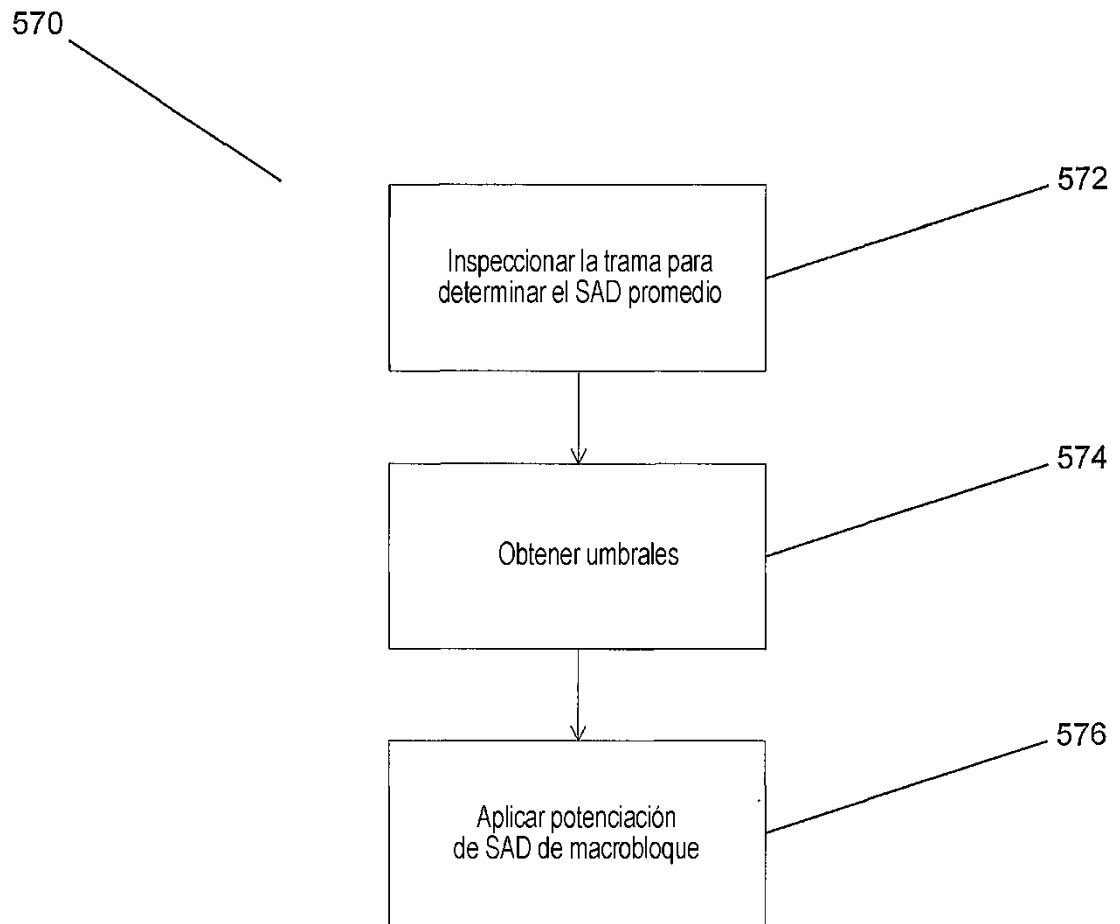 570
572
Inspeccionar la trama para
determinar el SAD promedio
574
Obtener umbrales
576
Aplicar potenciación
de SAD de macrobloque